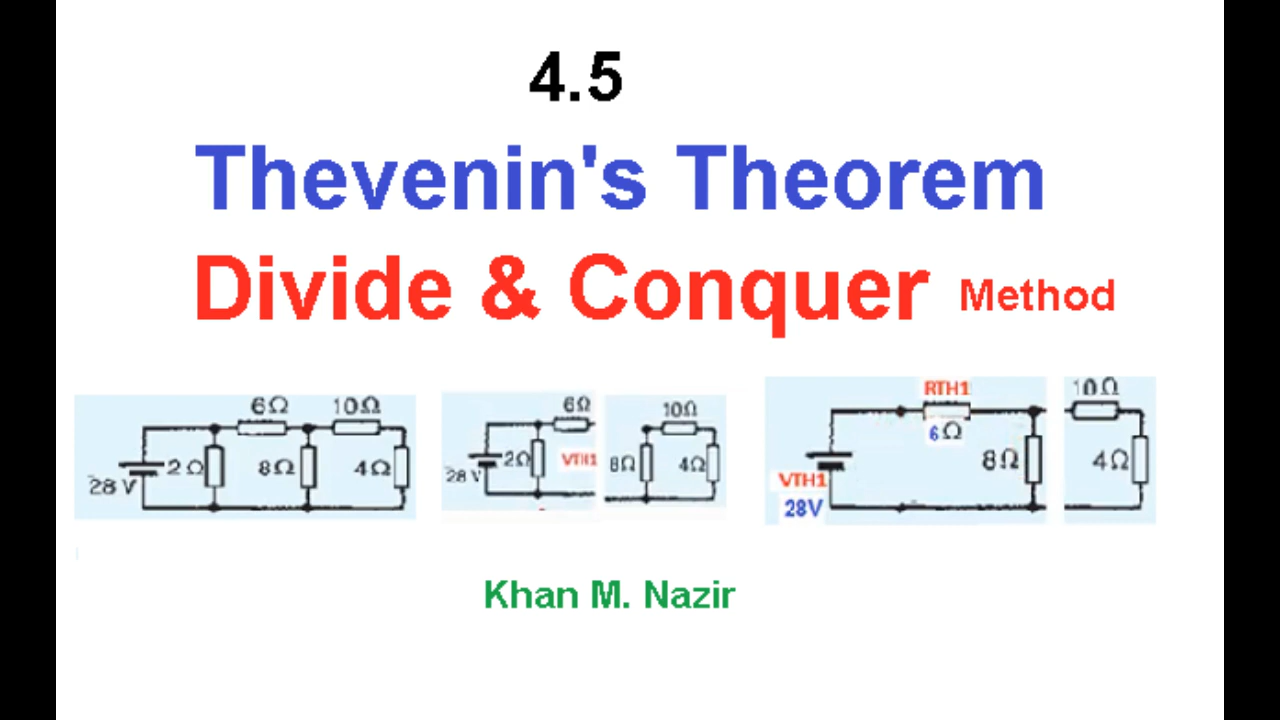 4.5
Thevenin's Theorem
Divide & Conquer Method
6Ω 10Ω
2Ω 8Ω 4Ω
28 V
6Ω
2Ω VTH1
28 V
10Ω
8Ω 4Ω
RTH1
6Ω
8Ω
VTH1
28V
10Ω
4Ω
Khan M. Nazir